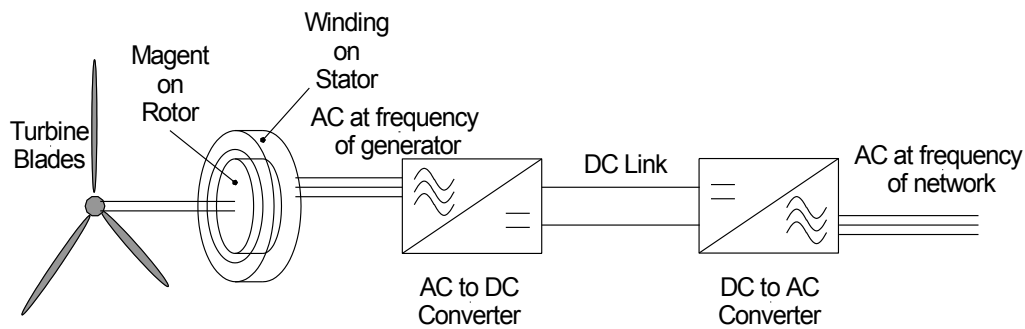 Winding
on
Stator
Magent
on
Rotor
Turbine
Blades
AC at frequency
of generator
DC Link
AC at frequency
of network
AC to DC
Converter
DC to AC
Converter